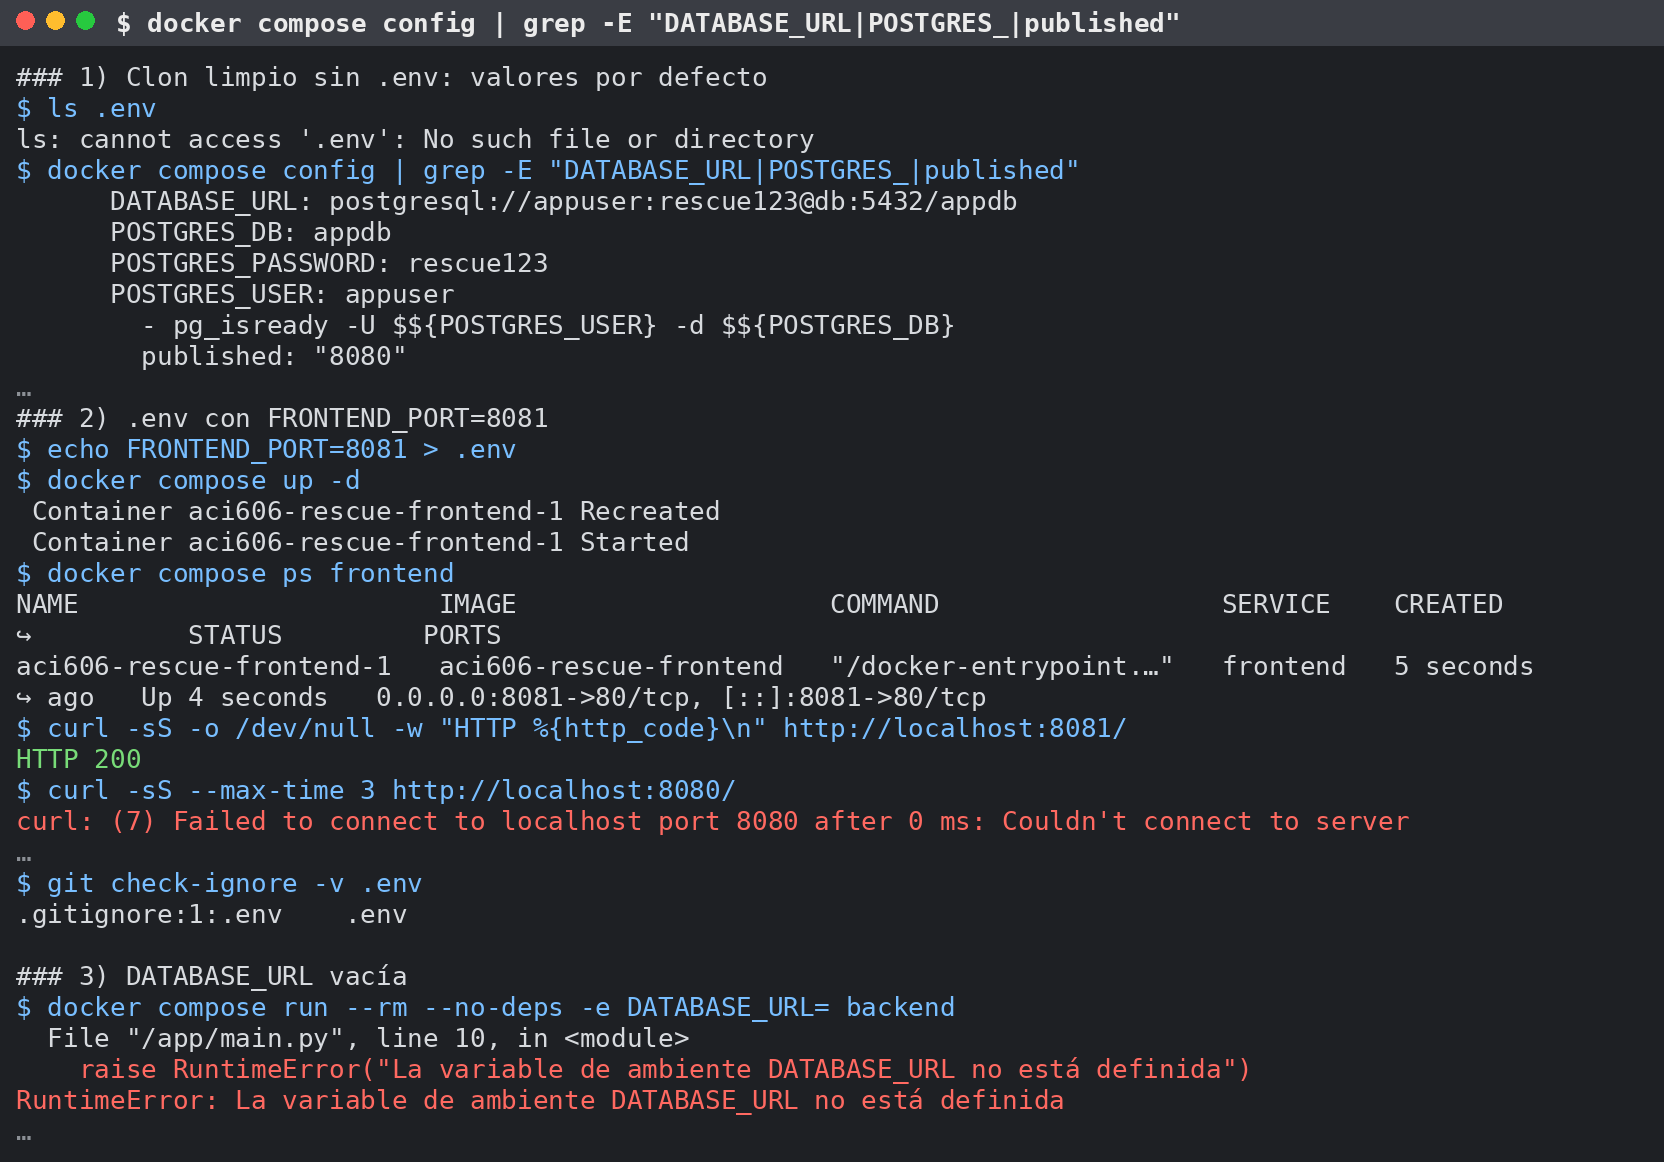 $ docker compose config | grep -E "DATABASE_URL|POSTGRES_|published"
### 1) Clon limpio sin .env: valores por defecto
$ ls .env
ls: cannot access '.env': No such file or directory
$ docker compose config | grep -E "DATABASE_URL|POSTGRES_|published"
      DATABASE_URL: postgresql://appuser:rescue123@db:5432/appdb
      POSTGRES_DB: appdb
      POSTGRES_PASSWORD: rescue123
      POSTGRES_USER: appuser
        - pg_isready -U $${POSTGRES_USER} -d $${POSTGRES_DB}
        published: "8080"
…
### 2) .env con FRONTEND_PORT=8081
$ echo FRONTEND_PORT=8081 > .env
$ docker compose up -d
 Container aci606-rescue-frontend-1 Recreated
 Container aci606-rescue-frontend-1 Started
$ docker compose ps frontend
NAME                       IMAGE                    COMMAND                  SERVICE    CREATED
↪          STATUS         PORTS
aci606-rescue-frontend-1   aci606-rescue-frontend   "/docker-entrypoint.…"   frontend   5 seconds
↪ ago   Up 4 seconds   0.0.0.0:8081->80/tcp, [::]:8081->80/tcp
$ curl -sS -o /dev/null -w "HTTP %{http_code}\n" http://localhost:8081/
HTTP 200
$ curl -sS --max-time 3 http://localhost:8080/
curl: (7) Failed to connect to localhost port 8080 after 0 ms: Couldn't connect to server
…
$ git check-ignore -v .env
.gitignore:1:.env    .env
### 3) DATABASE_URL vacía
$ docker compose run --rm --no-deps -e DATABASE_URL= backend
  File "/app/main.py", line 10, in <module>
    raise RuntimeError("La variable de ambiente DATABASE_URL no está definida")
RuntimeError: La variable de ambiente DATABASE_URL no está definida
…